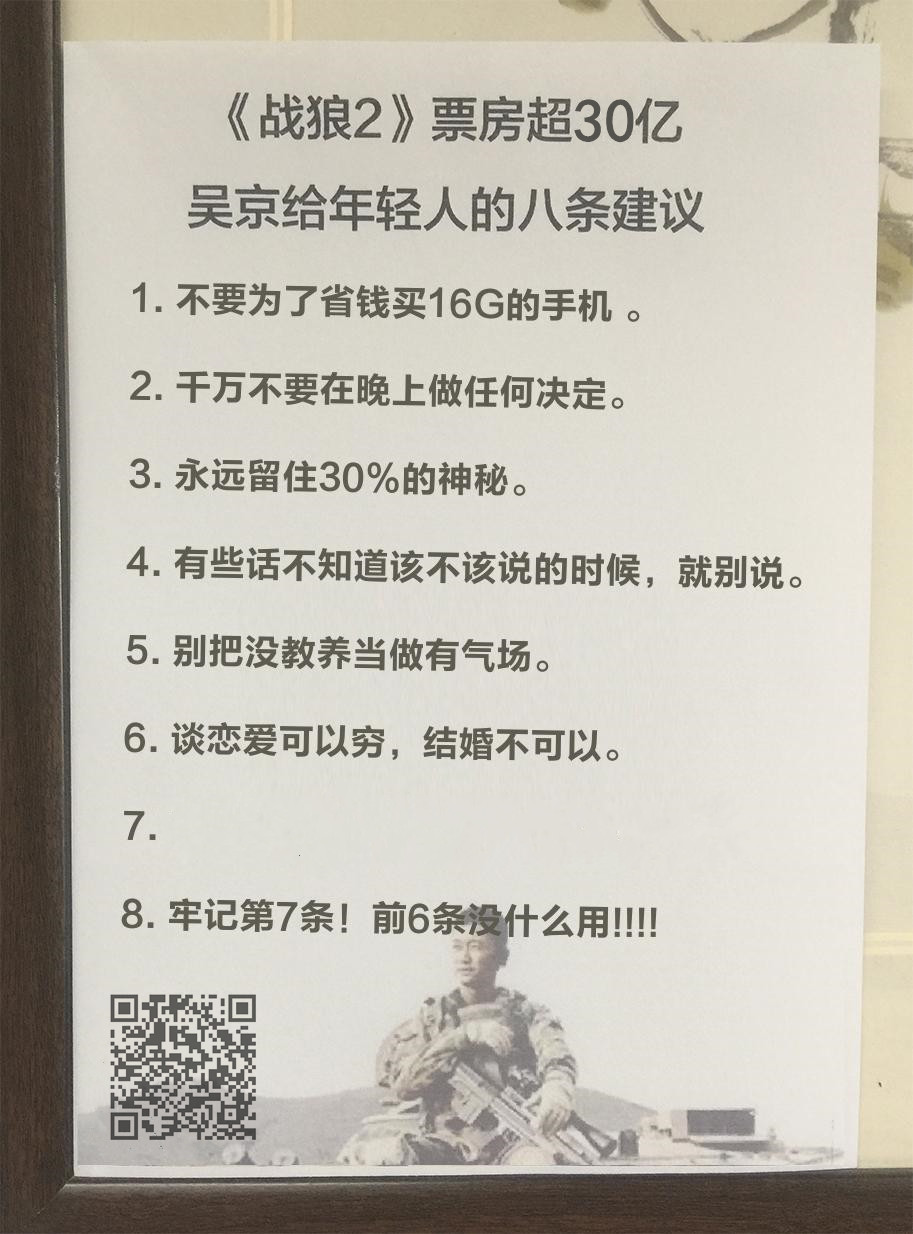 《战狼2》票房超30亿
吴京给年轻人的八条建议
1. 不要为了省钱买16G的手机 。
2. 千万不要在晚上做任何决定。
3. 永远留住30%的神秘。
4. 有些话不知道该不该说的时候，就别说。
5. 别把没教养当做有气场。
6. 谈恋爱可以穷，结婚不可以。
7.
8. 牢记第7条！前6条没什么用!!!!